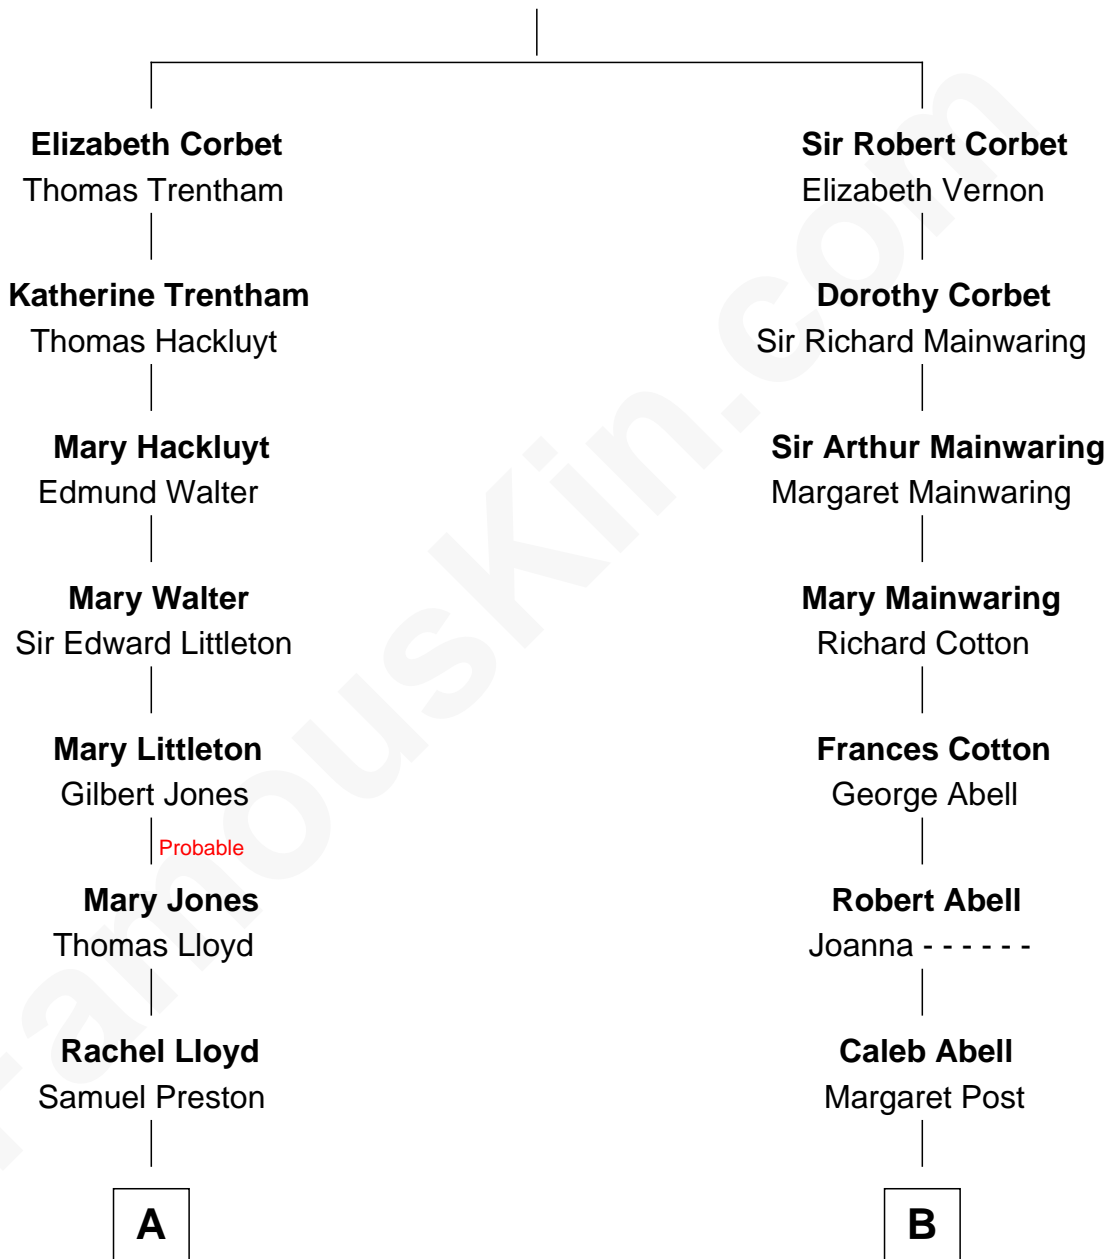 Elizabeth Corbet
Thomas Trentham
Katherine Trentham
Thomas Hackluyt
Mary Hackluyt
Edmund Walter
Mary Walter
Sir Edward Littleton
Mary Littleton
Gilbert Jones
Probable
Mary Jones
Thomas Lloyd
Rachel Lloyd
Samuel Preston
A
Sir Robert Corbet
Elizabeth Vernon
Dorothy Corbet
Sir Richard Mainwaring
Sir Arthur Mainwaring
Margaret Mainwaring
Mary Mainwaring
Richard Cotton
Frances Cotton
George Abell
Robert Abell
Joanna - - - - - -
Caleb Abell
Margaret Post
B
FamousKin.com